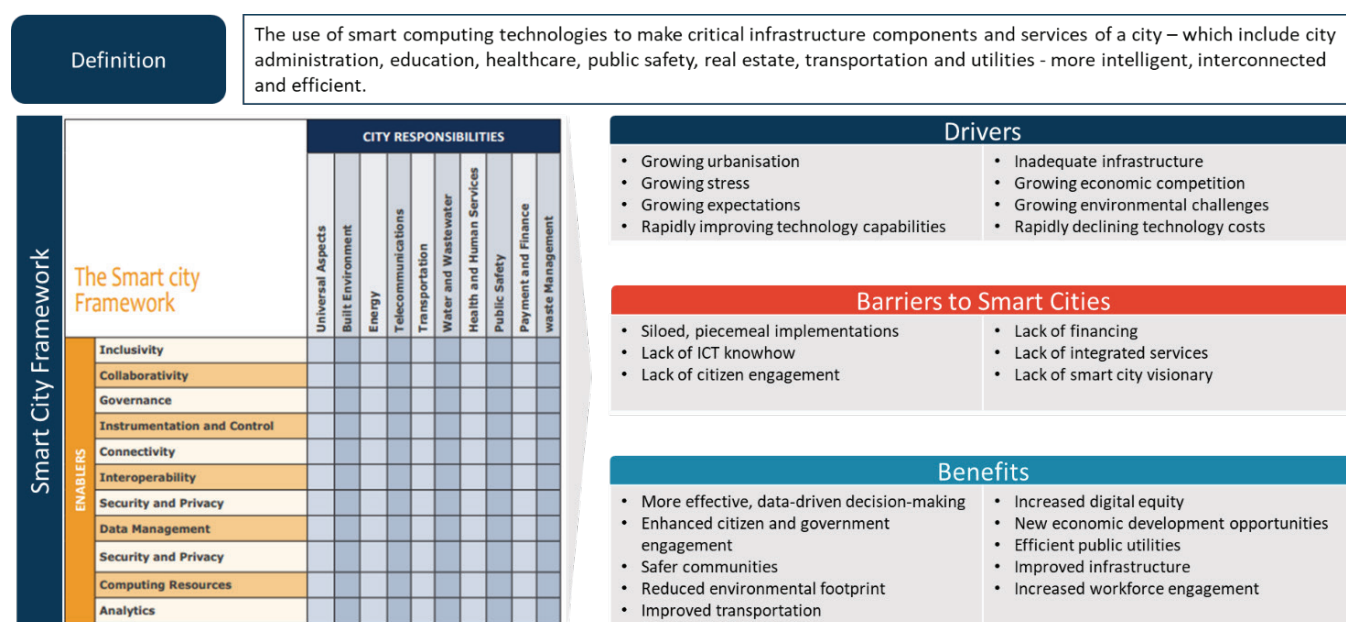 Definition
The use of smart computing technologies to make critical infrastructure components and services of a city – which include city
administration, education, healthcare, public safety, real estate, transportation and utilities - more intelligent, interconnected
and efficient.
Smart City Framework
The Smart city
Framework
CITY RESPONSIBILITIES
Universal Aspects
Built Environment
Energy
Telecommunications
Transportation
Water and Wastewater
Health and Human Services
Public Safety
Payment and Finance
waste Management
ENABLERS
Inclusivity
Collaborativity
Governance
Instrumentation and Control
Connectivity
Interoperability
Security and Privacy
Data Management
Security and Privacy
Computing Resources
Analytics
Drivers
• Growing urbanisation
• Growing stress
• Growing expectations
• Rapidly improving technology capabilities
• Inadequate infrastructure
• Growing economic competition
• Growing environmental challenges
• Rapidly declining technology costs
Barriers to Smart Cities
• Siloed, piecemeal implementations
• Lack of ICT knowhow
• Lack of citizen engagement
• Lack of financing
• Lack of integrated services
• Lack of smart city visionary
Benefits
• More effective, data-driven decision-making
• Enhanced citizen and government
engagement
• Safer communities
• Reduced environmental footprint
• Improved transportation
• Increased digital equity
• New economic development opportunities
• Efficient public utilities
• Improved infrastructure
• Increased workforce engagement